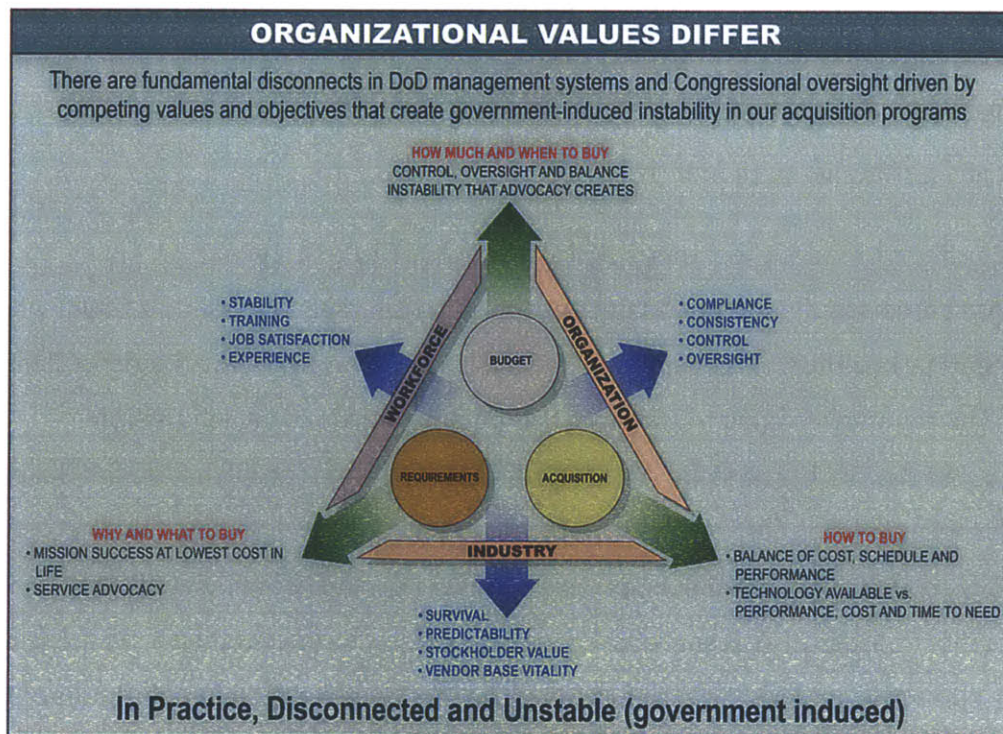 ORGANIZATIONAL VALUES DIFFER
There are fundamental disconnects in DoD management systems and Congressional oversight driven by
competing values and objectives that create government-induced instability in our acquisition programs
HOW MUCH AND WHEN TO BUY
CONTROL, OVERSIGHT AND BALANCE
INSTABILITY THAT ADVOCACY CREATES
• STABILITY
• TRAINING
• JOB SATISFACTION
• EXPERIENCE
• COMPLIANCE
• CONSISTENCY
• CONTROL
• OVERSIGHT
WORKFORCE
ORGANIZATION
BUDGET
REQUIREMENTS
ACQUISITION
INDUSTRY
WHY AND WHAT TO BUY
• MISSION SUCCESS AT LOWEST COST IN
LIFE
• SERVICE ADVOCACY
HOW TO BUY
• BALANCE OF COST, SCHEDULE AND
PERFORMANCE
• TECHNOLOGY AVAILABLE vs.
PERFORMANCE, COST AND TIME TO NEED
• SURVIVAL
• PREDICTABILITY
• STOCKHOLDER VALUE
• VENDOR BASE VITALITY
In Practice, Disconnected and Unstable (government induced)